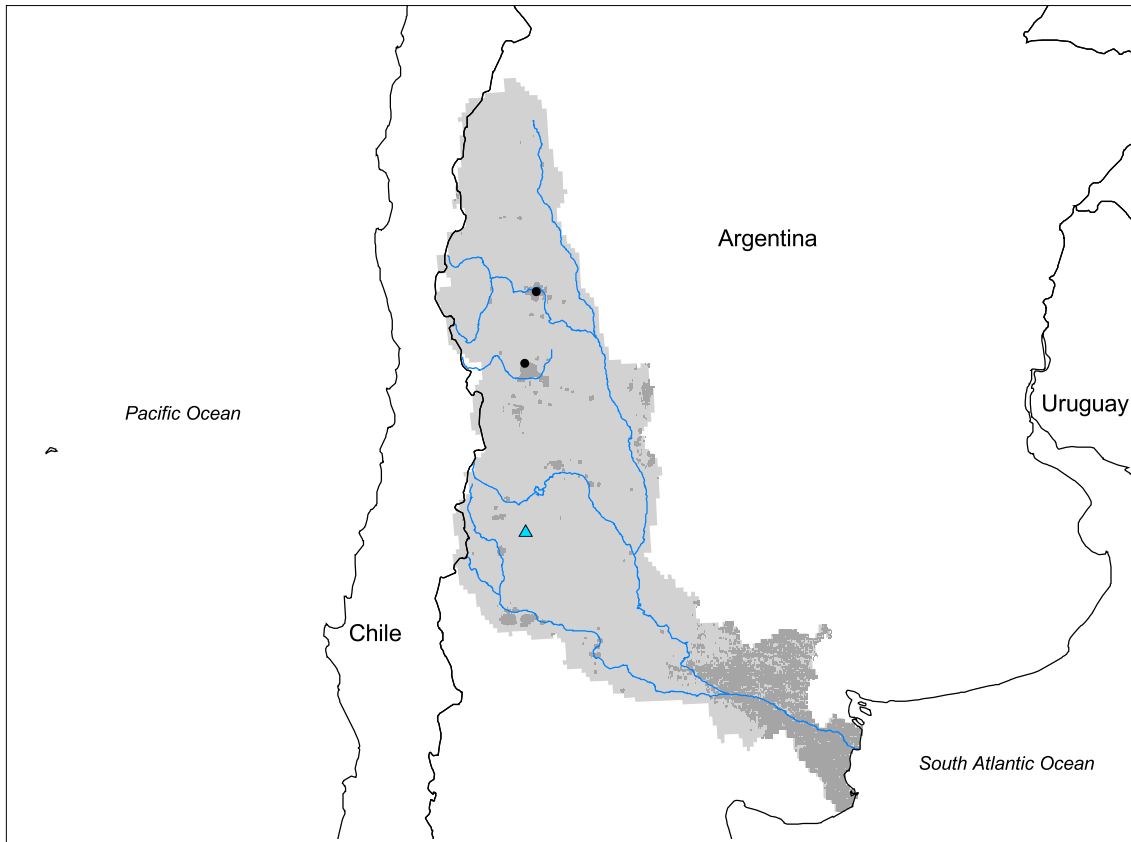 Argentina
Uruguay
Pacific Ocean
Chile
South Atlantic Ocean